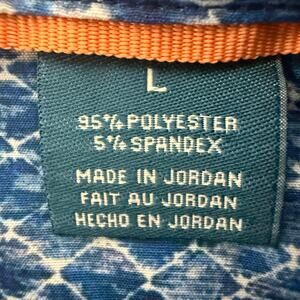 L
95% POLYESTER
5% SPANDEX
MADE IN JORDAN
FAIT AU JORDAN
HECHO EN JORDAN